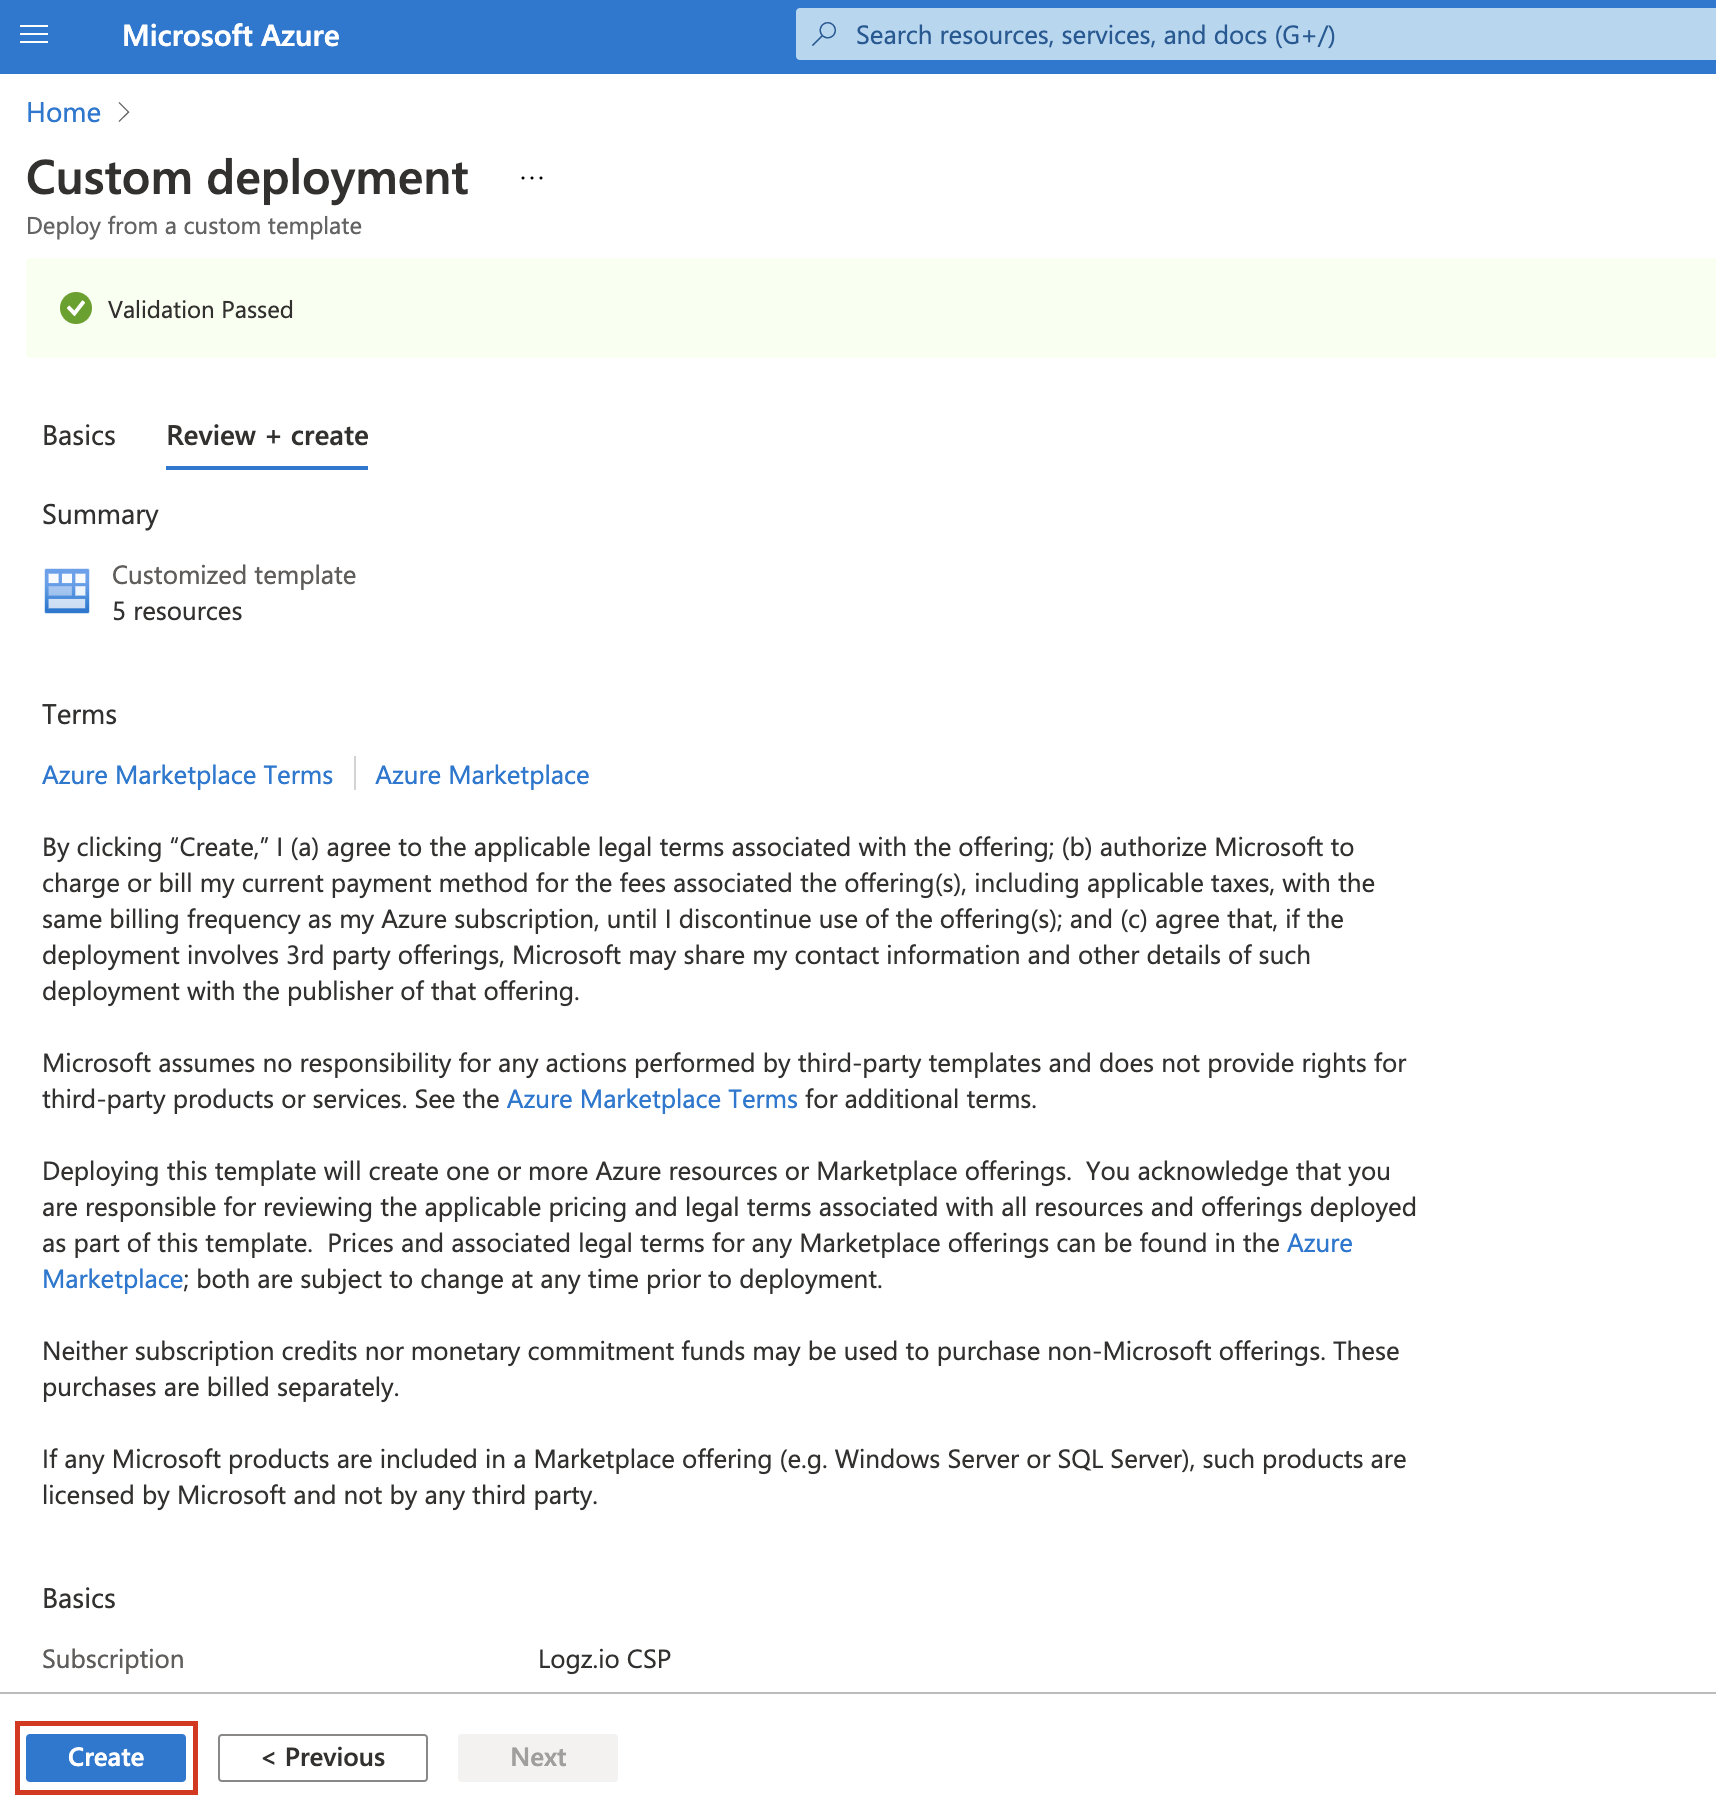 Microsoft Azure
Search resources, services, and docs (G+/)
Home
Custom deployment
...
Deploy from a custom template
Validation Passed
Basics
Review + create
Summary
Customized template
5 resources
Terms
Azure Marketplace Terms
Azure Marketplace
By clicking “Create,” I (a) agree to the applicable legal terms associated with the offering; (b) authorize Microsoft to
charge or bill my current payment method for the fees associated the offering(s), including applicable taxes, with the
same billing frequency as my Azure subscription, until I discontinue use of the offering(s); and (c) agree that, if the
deployment involves 3rd party offerings, Microsoft may share my contact information and other details of such
deployment with the publisher of that offering.
Microsoft assumes no responsibility for any actions performed by third-party templates and does not provide rights for
third-party products or services. See the Azure Marketplace Terms for additional terms.
Deploying this template will create one or more Azure resources or Marketplace offerings.  You acknowledge that you
are responsible for reviewing the applicable pricing and legal terms associated with all resources and offerings deployed
as part of this template.  Prices and associated legal terms for any Marketplace offerings can be found in the Azure
Marketplace; both are subject to change at any time prior to deployment.
Neither subscription credits nor monetary commitment funds may be used to purchase non-Microsoft offerings. These
purchases are billed separately.
If any Microsoft products are included in a Marketplace offering (e.g. Windows Server or SQL Server), such products are
licensed by Microsoft and not by any third party.
Basics
Subscription
Logz.io CSP
Create
< Previous
Next